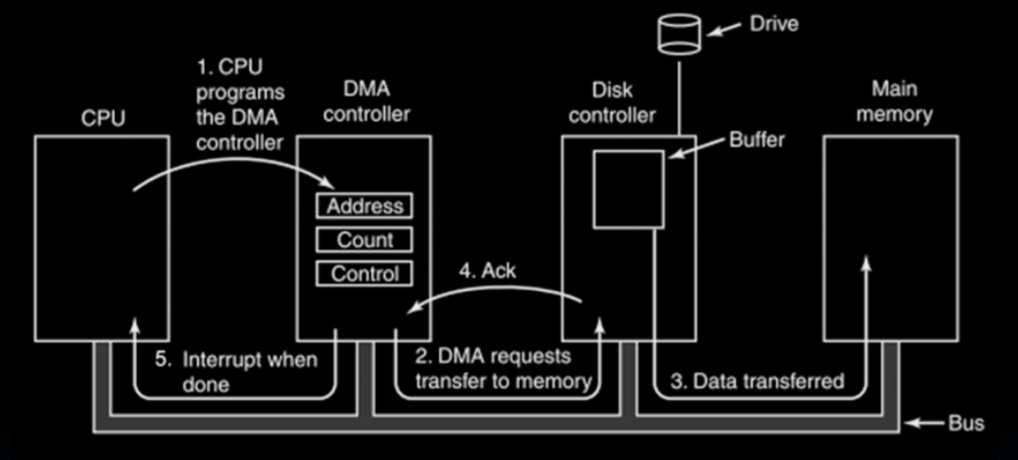 Drive
1. CPU
programs
the DMA
controller
CPU
DMA
controller
Disk
controller
Main
memory
Buffer
Address
Count
Control
4. Ack
5. Interrupt when
done
2. DMA requests
transfer to memory
3. Data transferred
Bus